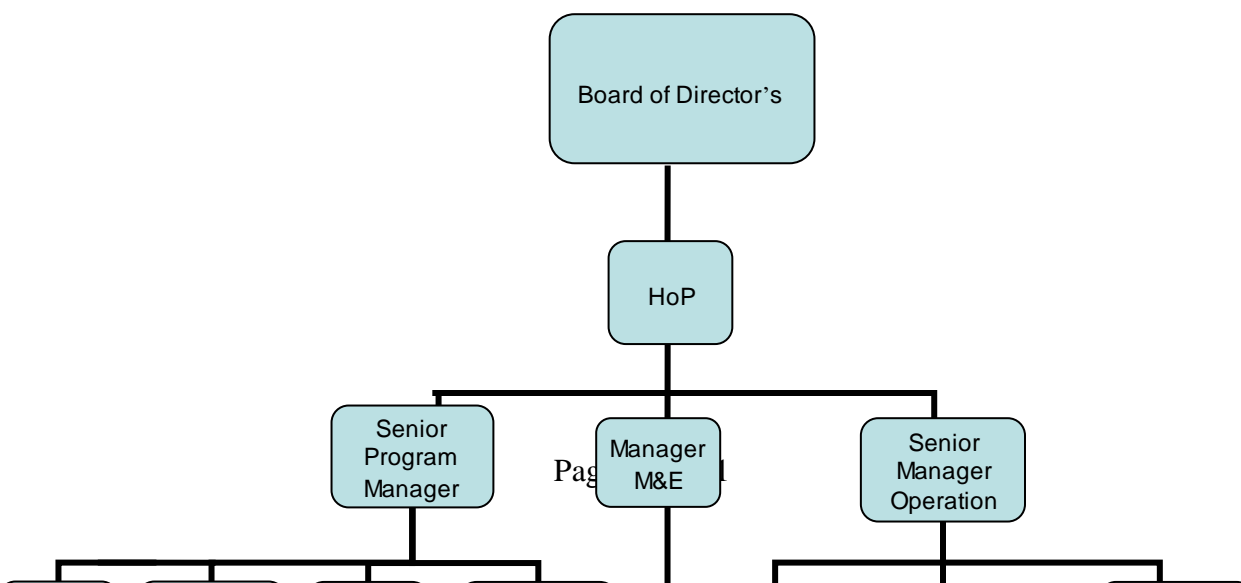 Board of Director’s
HoP
Senior
Program
Manager
Manager
M&E
Senior
Manager
Operation